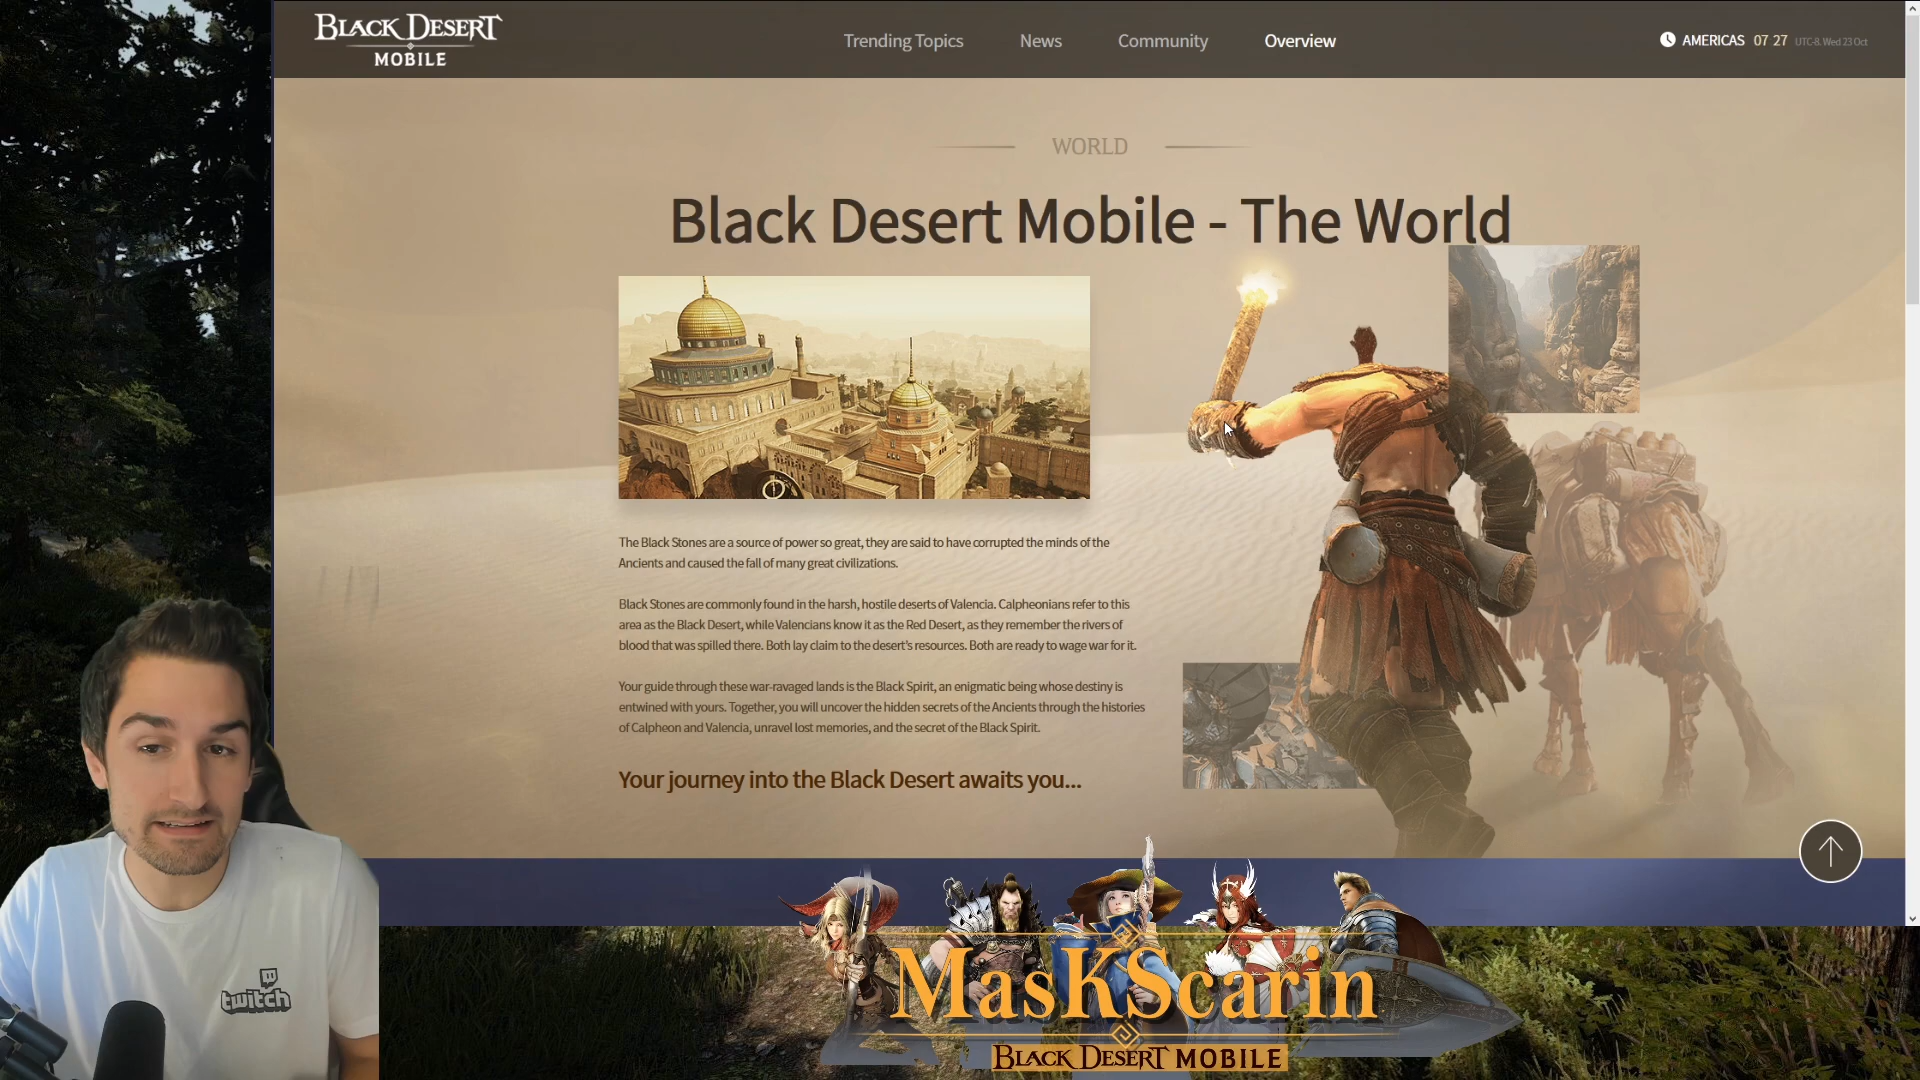 BLACK DESERT
MOBILE
Trending Topics
News
Community
Overview
AMERICAS 07 27 UTC-8. Wed 23 Oct
WORLD
Black Desert Mobile - The World
The Black Stones are a source of power so great, they are said to have corrupted the minds of the
Ancients and caused the fall of many great civilizations.
Black Stones are commonly found in the harsh, hostile deserts of Valencia. Calpheonians refer to this
area as the Black Desert, while Valencians know it as the Red Desert, as they remember the rivers of
blood that was spilled there. Both lay claim to the desert's resources. Both are ready to wage war for it.
Your guide through these war-ravaged lands is the Black Spirit, an enigmatic being whose destiny is
entwined with yours. Together, you will uncover the hidden secrets of the Ancients through the histories
of Calpheon and Valencia, unravel lost memories, and the secret of the Black Spirit.
Your journey into the Black Desert awaits you...
twitch
MasKScarin
BLACK DESERT MOBILE